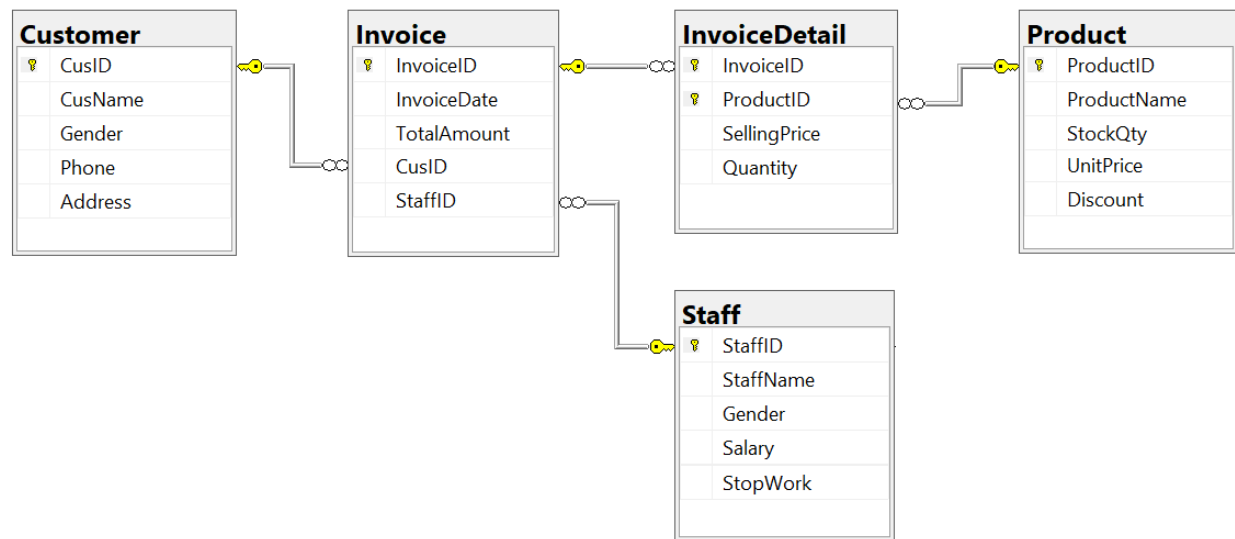 Customer
CusID
CusName
Gender
Phone
Address
Invoice
InvoiceID
InvoiceDate
TotalAmount
CusID
StaffID
InvoiceDetail
InvoiceID
ProductID
SellingPrice
Quantity
Product
ProductID
ProductName
StockQty
UnitPrice
Discount
Staff
StaffID
StaffName
Gender
Salary
StopWork